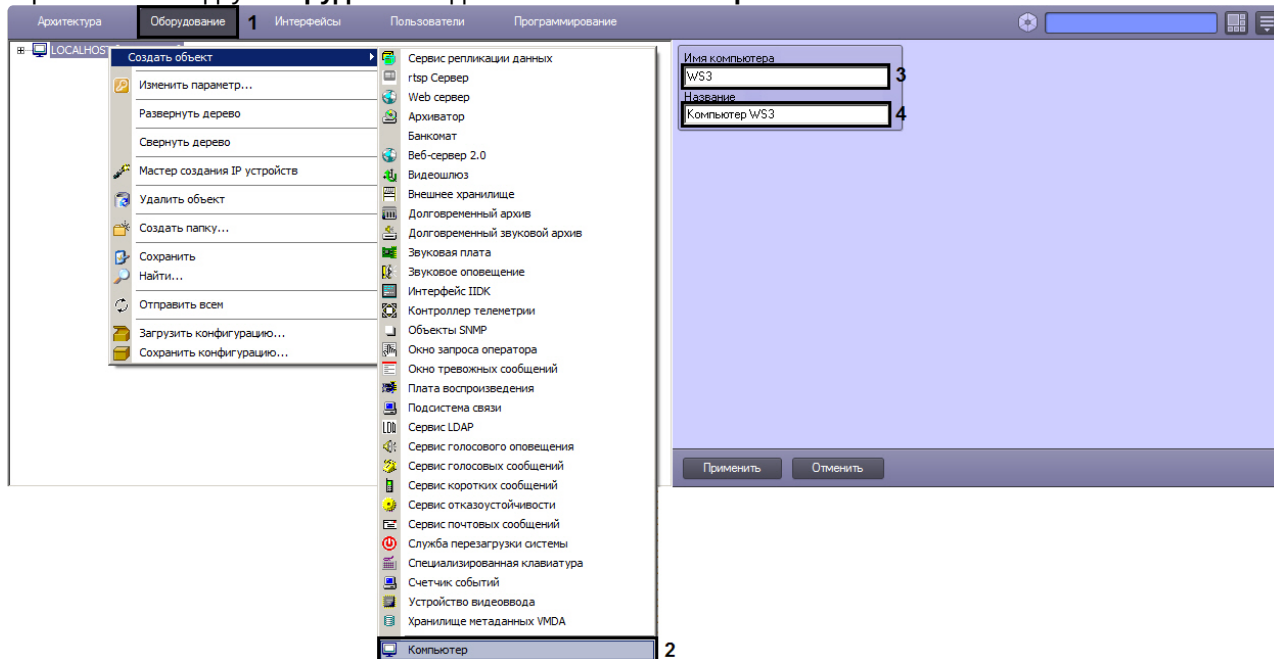 Архитектура Оборудование 1 Интерфейсы Пользователи Программирование
LOCALHOST
Создать объект
Изменить параметр...
Развернуть дерево
Свернуть дерево
Мастер создания IP устройств
Удалить объект
Создать папку...
Сохранить
Найти...
Отправить всем
Загрузить конфигурацию...
Сохранить конфигурацию...
Сервис репликации данных
rtsp Сервер
Web сервер
Архиватор
Банкомат
Веб-сервер 2.0
Видеошлюз
Внешнее хранилище
Долговременный архив
Долговременный звуковой архив
Звуковая плата
Звуковое оповещение
Интерфейс IIDK
Контроллер телеметрии
Объекты SNMP
Окно запроса оператора
Окно тревожных сообщений
Плата воспроизведения
Подсистема связи
Сервис LDAP
Сервис голосового оповещения
Сервис голосовых сообщений
Сервис коротких сообщений
Сервис отказоустойчивости
Сервис почтовых сообщений
Служба перезагрузки системы
Специализированная клавиатура
Счетчик событий
Устройство видеоввода
Хранилище метаданных VMDA
Компьютер 2
Имя компьютера
WS3 3
Название
Компьютер WS3 4
Применить Отменить